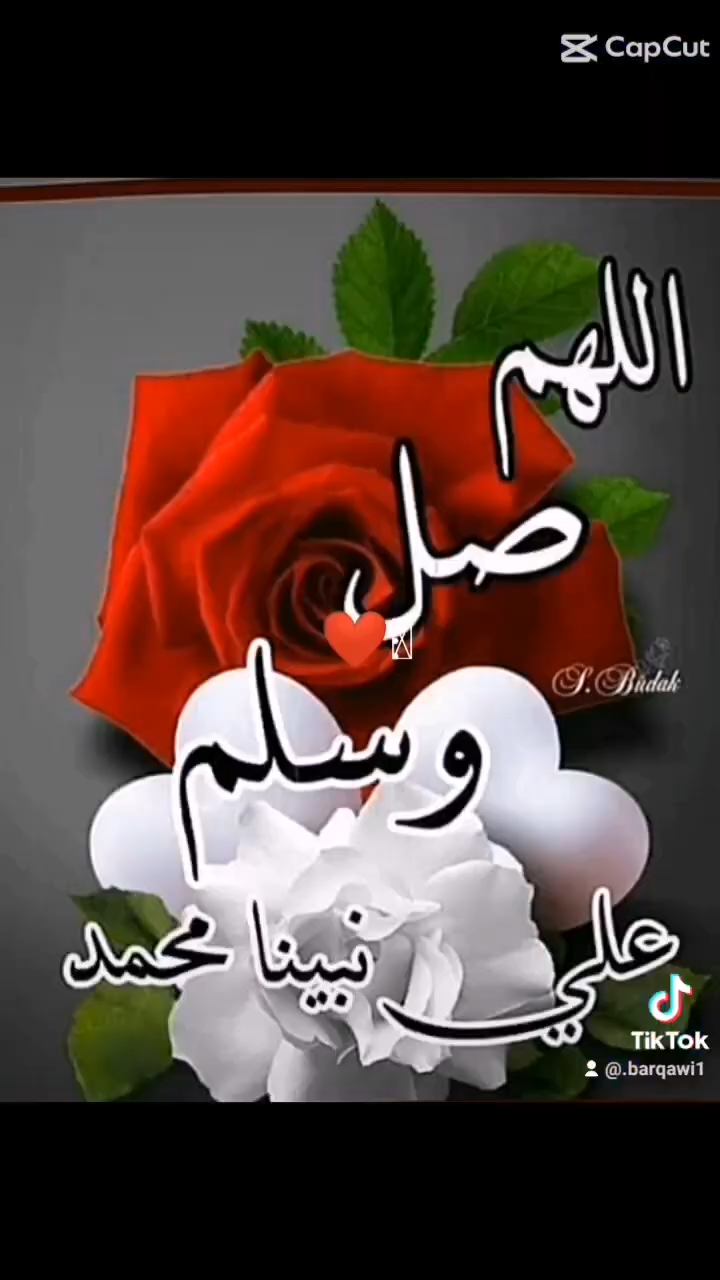 CapCut
اللهم
صل
❤️
S. Budak
وسلم
علي نبينا محمد
TikTok
@.barqawi1